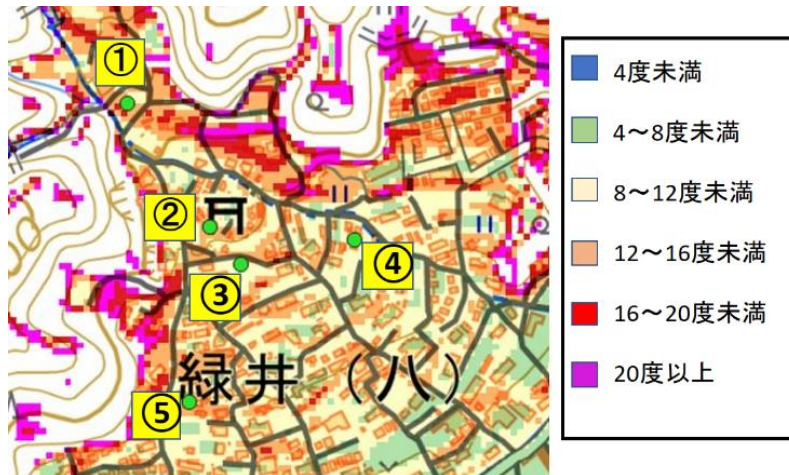 ①
②
③
④
⑤
緑井（八）
4度未満
4～8度未満
8～12度未満
12～16度未満
16～20度未満
20度以上